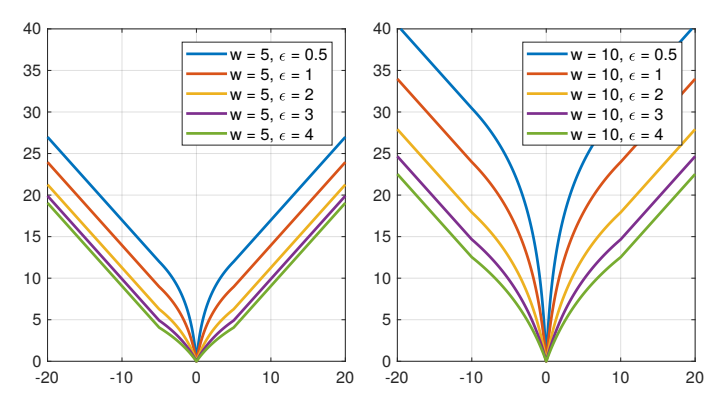 40
35
30
25
20
15
10
5
0
-20 -10 0 10 20
w = 5, ϵ = 0.5
w = 5, ϵ = 1
w = 5, ϵ = 2
w = 5, ϵ = 3
w = 5, ϵ = 4
40
35
30
25
20
15
10
5
0
-20 -10 0 10 20
w = 10, ϵ = 0.5
w = 10, ϵ = 1
w = 10, ϵ = 2
w = 10, ϵ = 3
w = 10, ϵ = 4